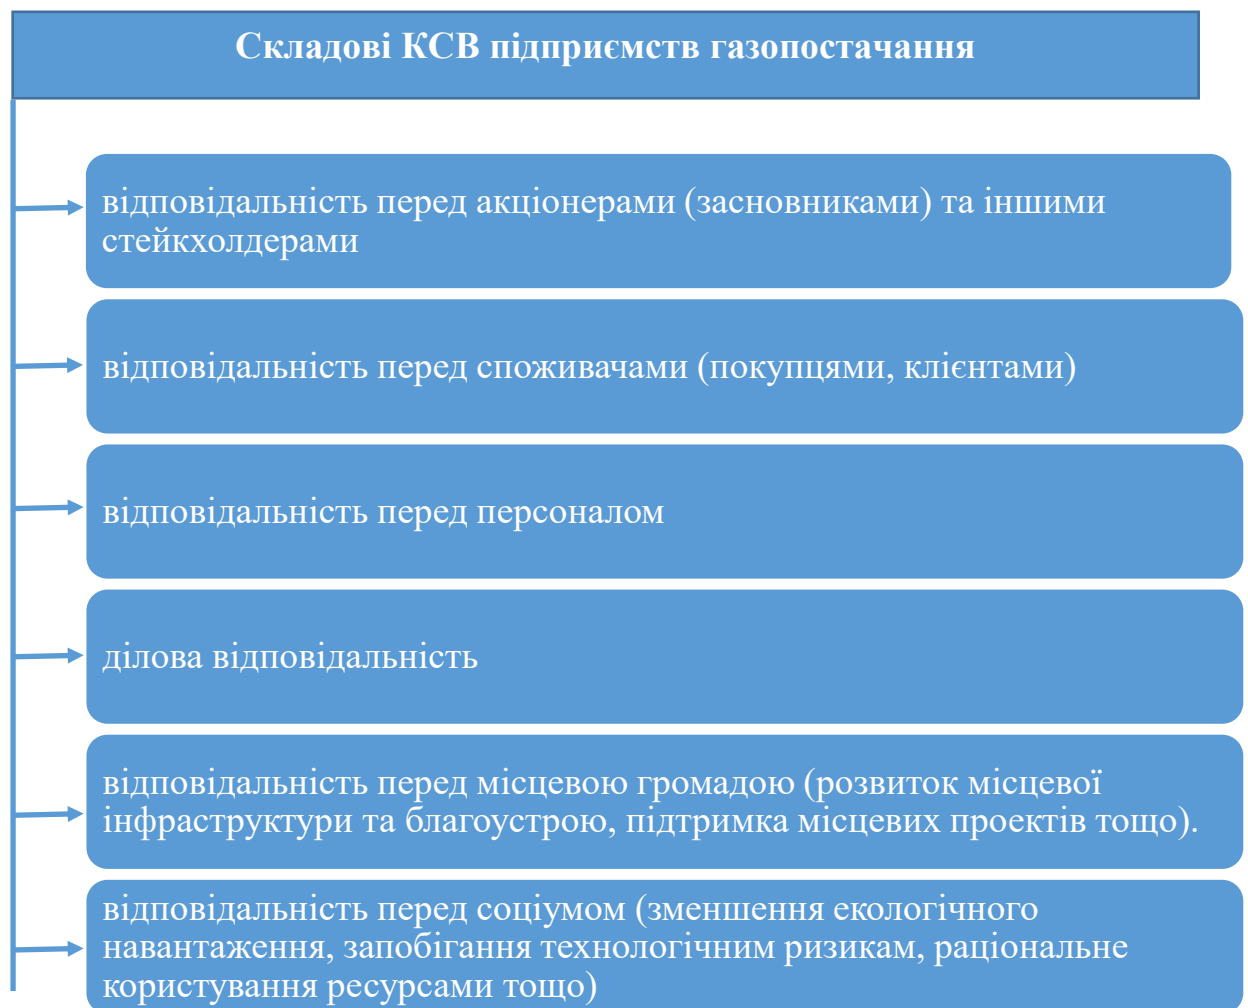 Складові КСВ підприємств газопостачання
відповідальність перед акціонерами (засновниками) та іншими
стейкхолдерами
відповідальність перед споживачами (покупцями, клієнтами)
відповідальність перед персоналом
ділова відповідальність
відповідальність перед місцевою громадою (розвиток місцевої
інфраструктури та благоустрою, підтримка місцевих проектів тощо).
відповідальність перед соціумом (зменшення екологічного
навантаження, запобігання технологічним ризикам, раціональне
користування ресурсами тощо)